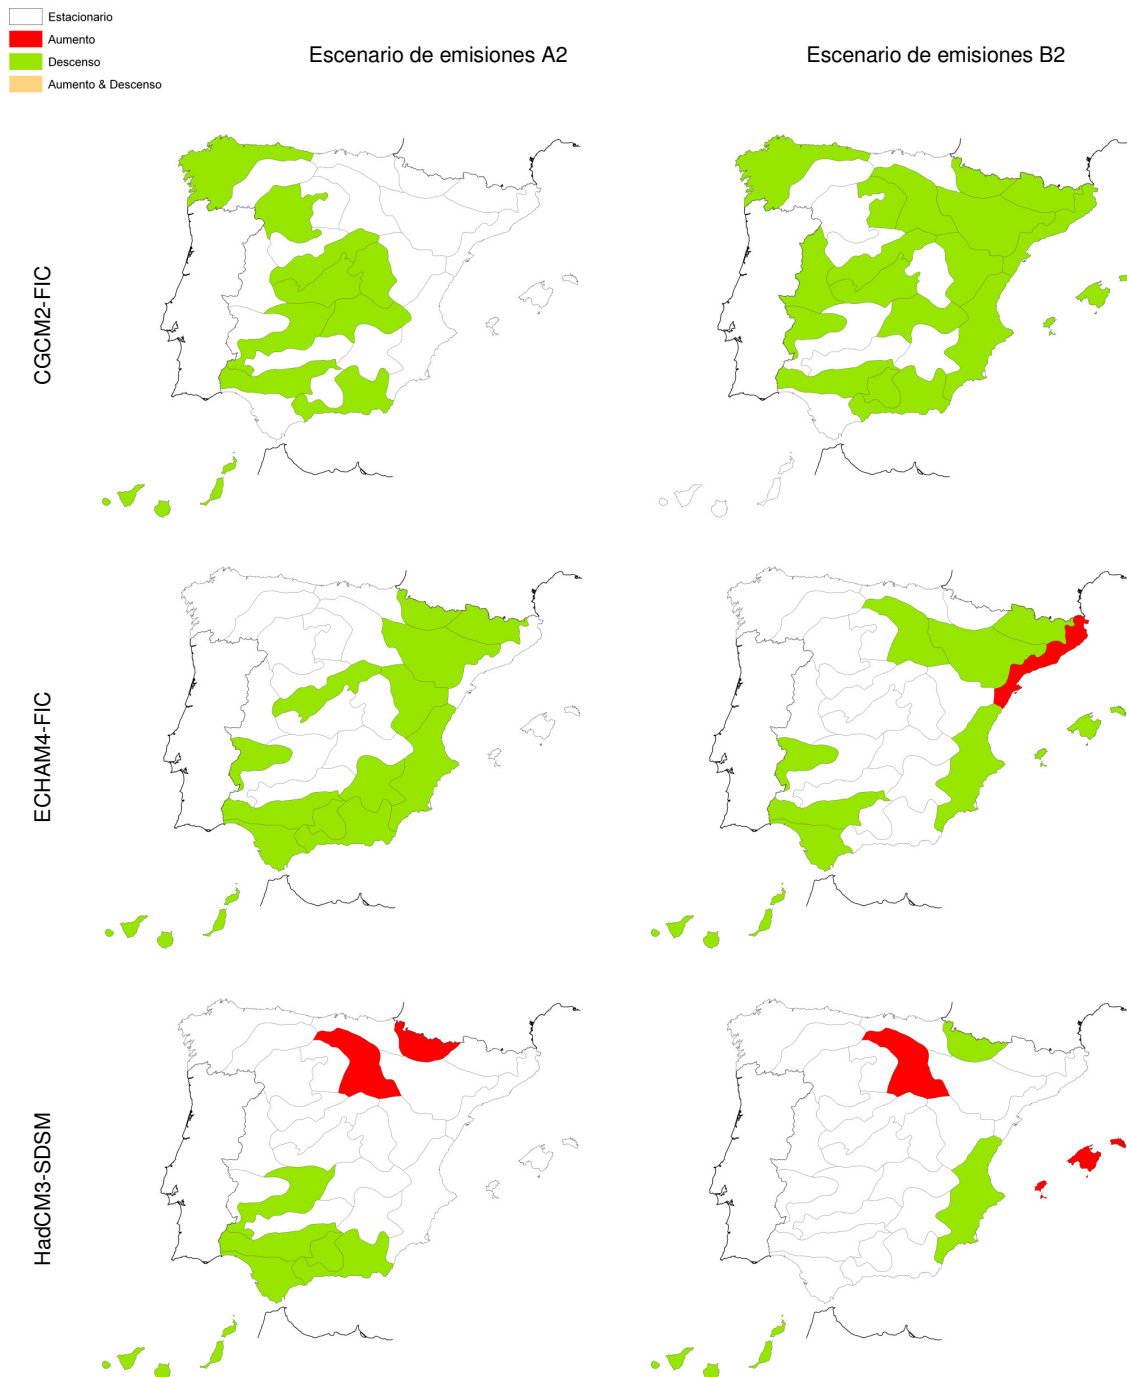 Estacionario
Aumento
Descenso
Aumento & Descenso
Escenario de emisiones A2
Escenario de emisiones B2
CGCM2-FIC
ECHAM4-FIC
HadCM3-SDSM